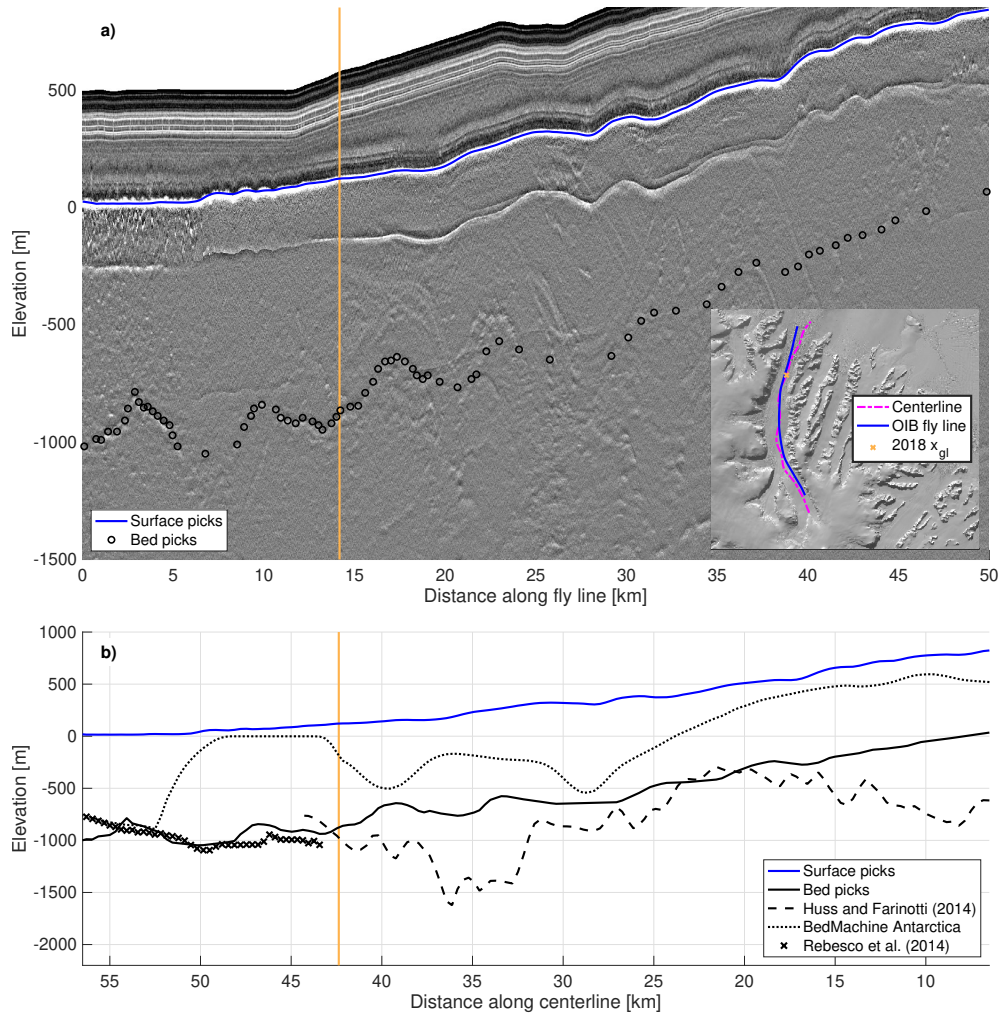 a)
500
0
-500
-1000
-1500
Elevation [m]
Surface picks
Bed picks
Centerline
OIB fly line
2018 x_gl
0 5 10 15 20 25 30 35 40 45 50
Distance along fly line [km]
b)
1000
500
0
-500
-1000
-1500
-2000
Elevation [m]
Surface picks
Bed picks
Huss and Farinotti (2014)
BedMachine Antarctica
Rebesco et al. (2014)
55 50 45 40 35 30 25 20 15 10
Distance along centerline [km]